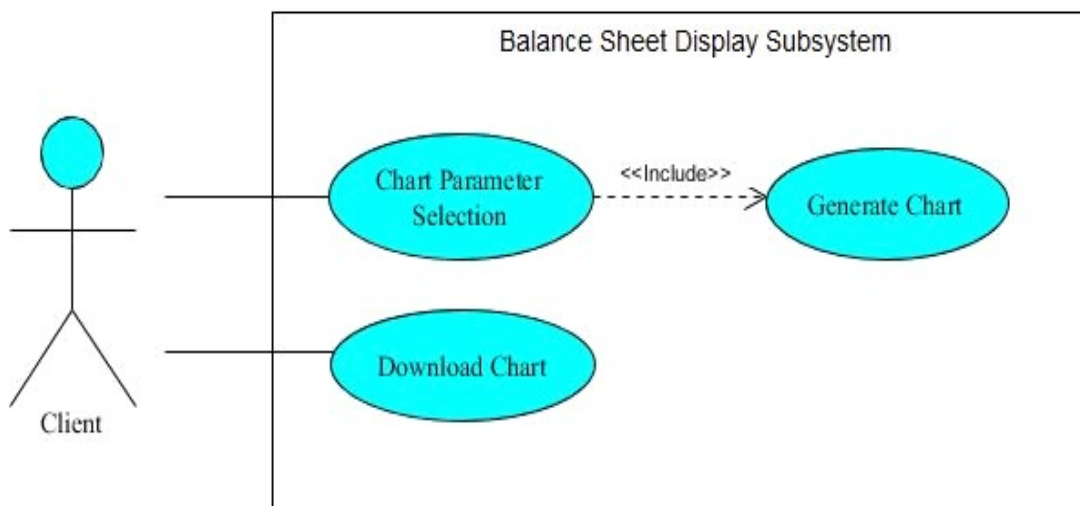 Balance Sheet Display Subsystem
Chart Parameter
Selection
<<Include>>
Generate Chart
Download Chart
Client